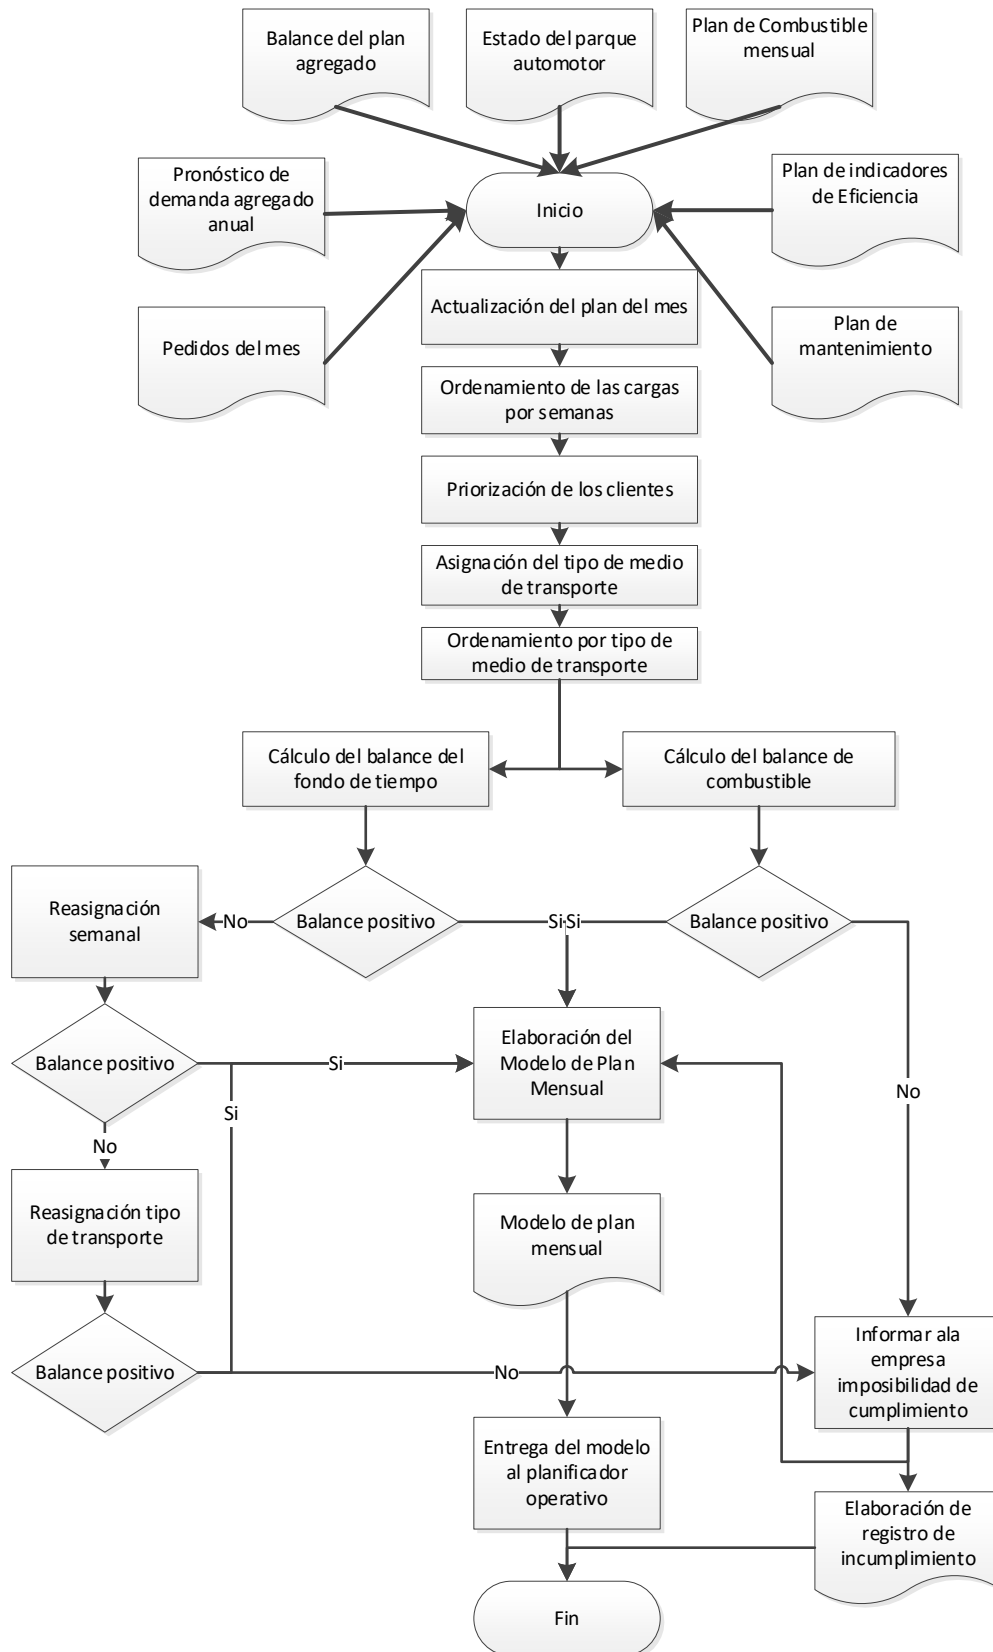 Balance del plan
agregado
Estado del parque
automotor
Plan de Combustible
mensual
Pronóstico de
demanda agregado
anual
Inicio
Plan de indicadores
de Eficiencia
Pedidos del mes
Actualización del plan del mes
Plan de
mantenimiento
Ordenamiento de las cargas
por semanas
Priorización de los clientes
Asignación del tipo de medio
de transporte
Ordenamiento por tipo de
medio de transporte
Cálculo del balance del
fondo de tiempo
Cálculo del balance de
combustible
Reasignación
semanal
No
Balance positivo
Si
Si
Balance positivo
Balance positivo
Si
Elaboración del
Modelo de Plan
Mensual
No
Si
No
Reasignación tipo
de transporte
Modelo de plan
mensual
Balance positivo
No
Informar ala
empresa
imposibilidad de
cumplimiento
Entrega del modelo
al planificador
operativo
Elaboración de
registro de
incumplimiento
Fin